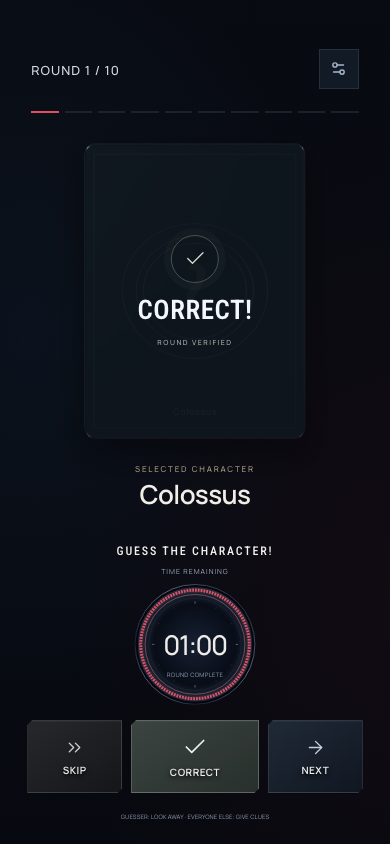 ROUND 1 / 10
CORRECT!
ROUND VERIFIED
Colossus
SELECTED CHARACTER
Colossus
GUESS THE CHARACTER!
TIME REMAINING
01:00
ROUND COMPLETE
SKIP
CORRECT
NEXT
GUESSER: LOOK AWAY · EVERYONE ELSE: GIVE CLUES